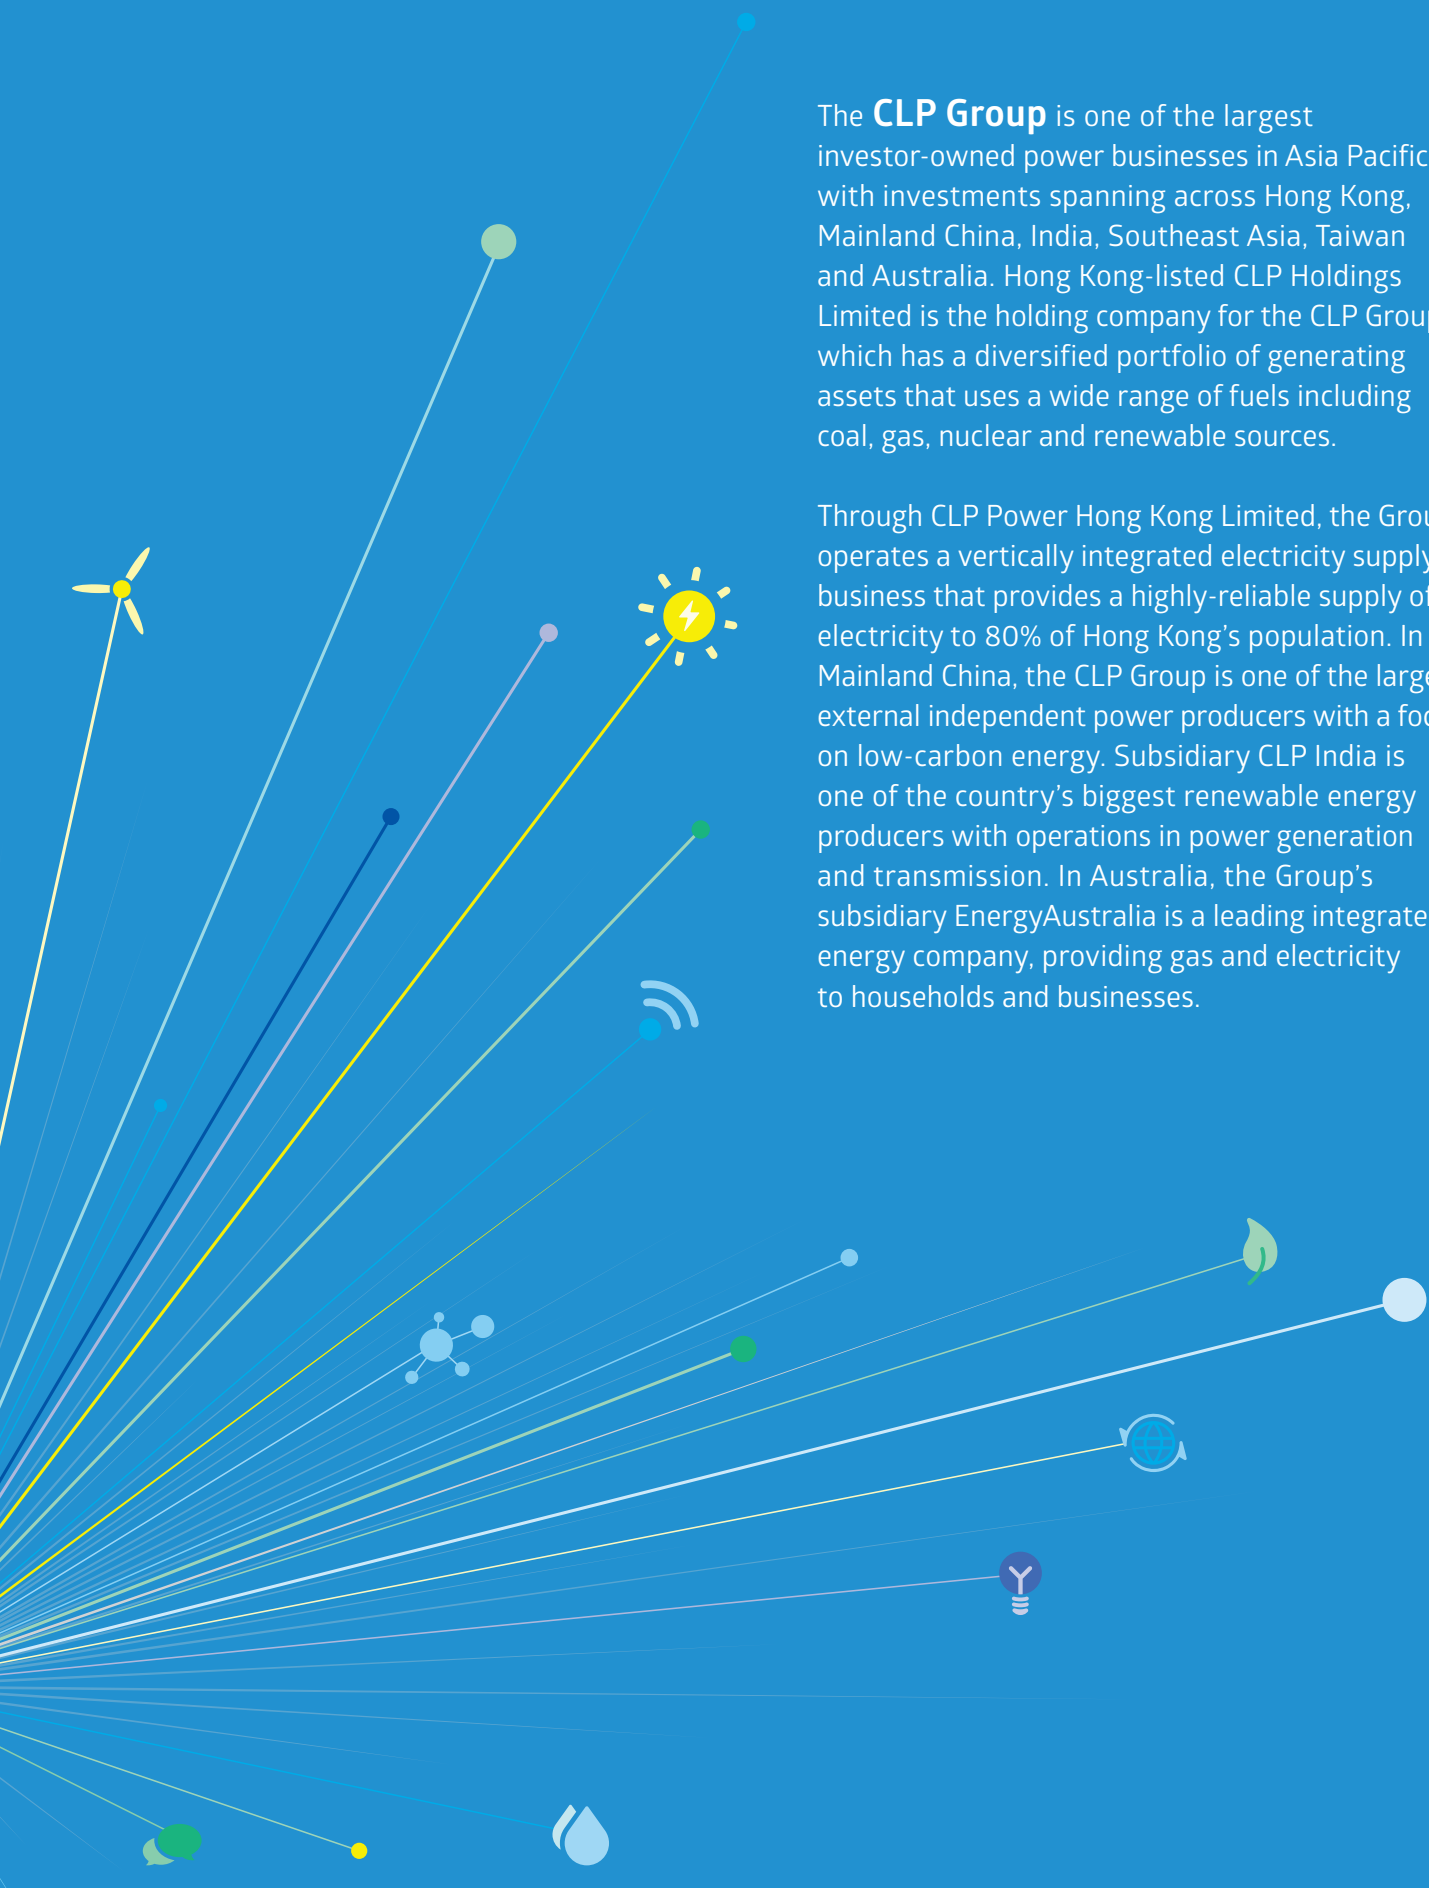 The CLP Group is one of the largest
investor-owned power businesses in Asia Pacific
with investments spanning across Hong Kong,
Mainland China, India, Southeast Asia, Taiwan
and Australia. Hong Kong-listed CLP Holdings
Limited is the holding company for the CLP Grou
which has a diversified portfolio of generating
assets that uses a wide range of fuels including
coal, gas, nuclear and renewable sources.
Through CLP Power Hong Kong Limited, the Grou
operates a vertically integrated electricity supply
business that provides a highly-reliable supply of
electricity to 80% of Hong Kong's population. In
Mainland China, the CLP Group is one of the large
external independent power producers with a foc
on low-carbon energy. Subsidiary CLP India is
one of the country's biggest renewable energy
producers with operations in power generation
and transmission. In Australia, the Group's
subsidiary EnergyAustralia is a leading integrate
energy company, providing gas and electricity
to households and businesses.